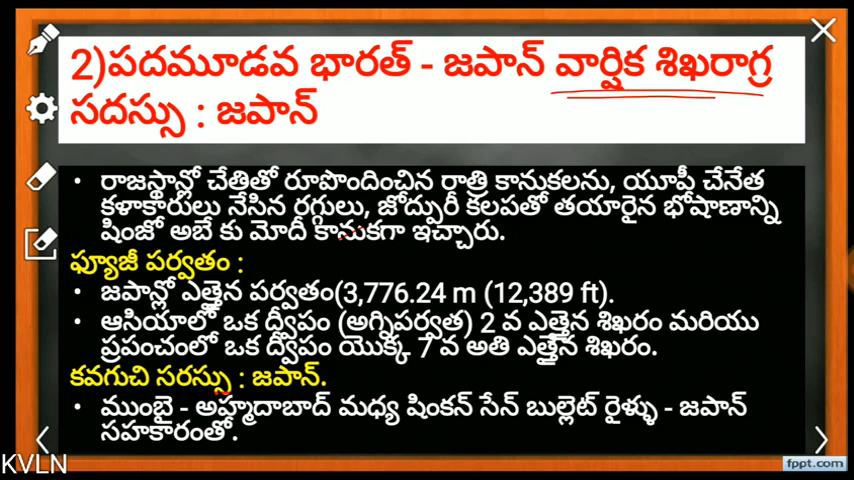 2)పదమూడవ భారత్ - జపాన్ వార్షిక శిఖరాగ్ర
సదస్సు : జపాన్
• రాజస్థాన్లో చేతితో రూపొందించిన రాత్రి కానుకలను, యూపీ చేనేత
కళాకారులు నేసిన రగ్గులు, జోద్పురీ కలపతో తయారైన భోషాణాన్ని
షింజో అబే కు మోదీ కానుకగా ఇచ్చారు.
ఫ్యూజీ పర్వతం :
• జపాన్లో ఎత్తైన పర్వతం(3,776.24 m (12,389 ft).
• ఆసియాలో ఒక ద్వీపం (అగ్నిపర్వత) 2 వ ఎత్తైన శిఖరం మరియు
ప్రపంచంలో ఒక ద్వీపం యొక్క 7 వ అతి ఎత్తైన శిఖరం.
కవగుచి సరస్సు : జపాన్.
• ముంబై - అహ్మదాబాద్ మధ్య షింకన్ సేన్ బుల్లెట్ రైళ్ళు - జపాన్
సహకారంతో.
KVLN
fppt.com